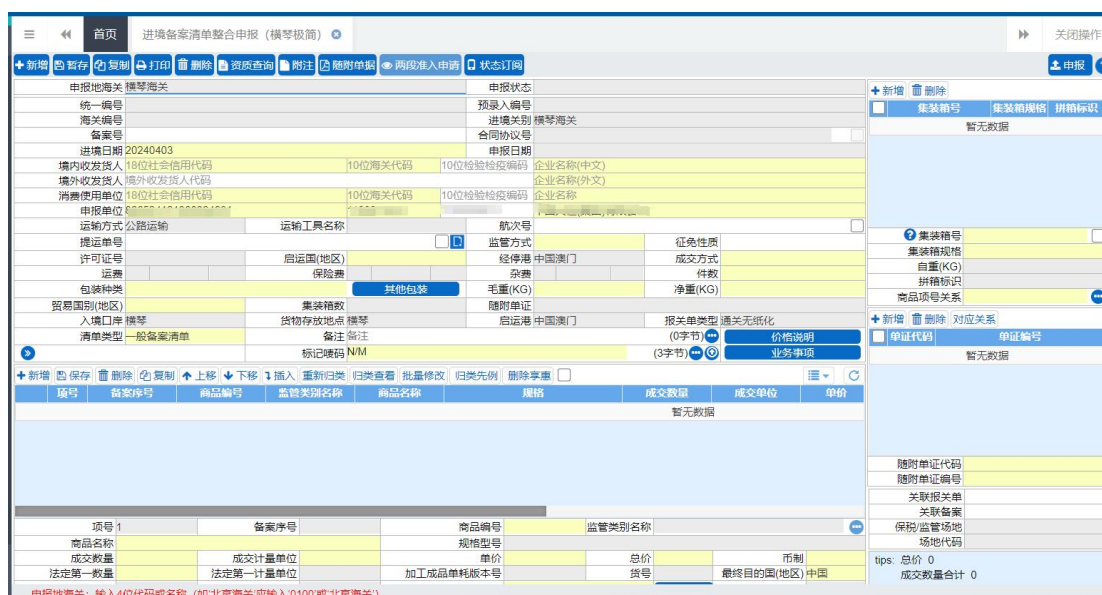 首页 进境备案清单整合申报（横琴极简） 关闭操作
新增 暂存 复制 打印 删除 资质查询 附注 随附单据 两段准入申请 状态订阅 申报
申报地海关 横琴海关 申报状态
统一编号 预录入编号
海关编号 进境关别 横琴海关
备案号 合同协议号
进境日期 20240403 申报日期
境内收发货人 18位社会信用代码 10位海关代码 10位检验检疫编码 企业名称(中文)
境外收发货人 境外收发货人代码 企业名称(外文)
消费使用单位 18位社会信用代码 10位海关代码 10位检验检疫编码 企业名称
申报单位
运输方式 公路运输 运输工具名称 航次号
提运单号 监管方式 征免性质
许可证号 启运国(地区) 经停港 中国澳门 成交方式
运费 保险费 杂费 件数
包装种类 其他包装 毛重(KG) 净重(KG)
贸易国别(地区) 集装箱数 随附单证
入境口岸 横琴 货物存放地点 横琴 启运港 中国澳门 报关单类型 通关无纸化
清单类型 一般备案清单 备注 备注 (0字节) 价格说明
标记唛码 N/M (3字节) 业务事项
新增 保存 删除 复制 上移 下移 插入 重新归类 归类查看 批量修改 归类先例 删除享惠
项号 备案序号 商品编号 监管类别名称 商品名称 规格 成交数量 成交单位 单价
暂无数据
项号 1 备案序号 商品编号 监管类别名称
商品名称 规格型号
成交数量 成交计量单位 单价 总价 币制
法定第一数量 法定第一计量单位 加工成品单耗版本号 货号 最终目的国(地区) 中国
申报地海关：输入4位代码或名称（如'北京海关'应输入'0100'或'北京海关'）
新增 删除
集装箱号 集装箱规格 拼箱标识
暂无数据
集装箱号
集装箱规格
自重(KG)
拼箱标识
商品项号关系
新增 删除 对应关系
单证代码 单证编号
暂无数据
随附单证代码
随附单证编号
关联报关单
关联备案
保税/监管场地
场地代码
tips: 总价 0
成交数量合计 0